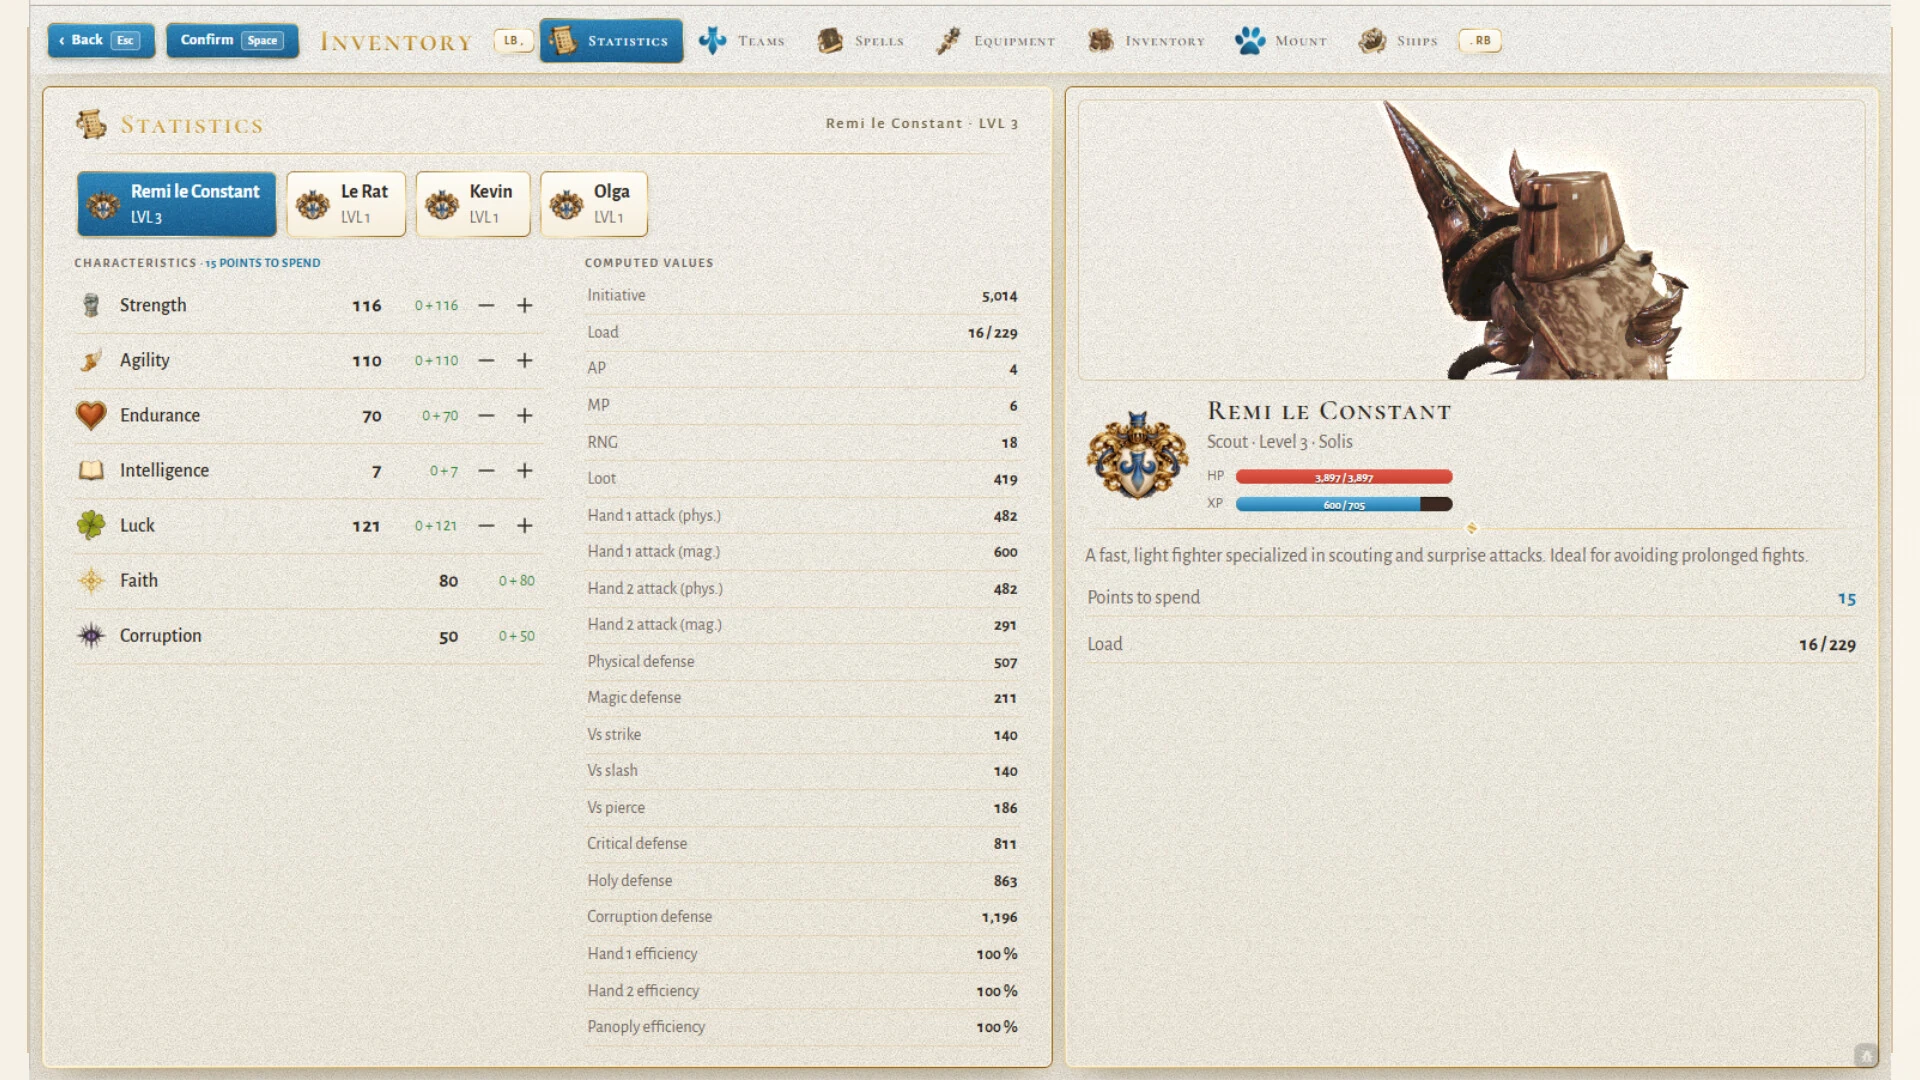 ‹ Back Esc Confirm Space INVENTORY LB , STATISTICS TEAMS SPELLS EQUIPMENT INVENTORY MOUNT SHIPS . RB
STATISTICS
Remi le Constant · LVL 3
Remi le Constant
LVL 3
Le Rat
LVL 1
Kevin
LVL 1
Olga
LVL 1
CHARACTERISTICS · 15 POINTS TO SPEND
Strength 116 0 + 116 — +
Agility 110 0 + 110 — +
Endurance 70 0 + 70 — +
Intelligence 7 0 + 7 — +
Luck 121 0 + 121 — +
Faith 80 0 + 80
Corruption 50 0 + 50
COMPUTED VALUES
Initiative 5,014
Load 16 / 229
AP 4
MP 6
RNG 18
Loot 419
Hand 1 attack (phys.) 482
Hand 1 attack (mag.) 600
Hand 2 attack (phys.) 482
Hand 2 attack (mag.) 291
Physical defense 507
Magic defense 211
Vs strike 140
Vs slash 140
Vs pierce 186
Critical defense 811
Holy defense 863
Corruption defense 1,196
Hand 1 efficiency 100 %
Hand 2 efficiency 100 %
Panoply efficiency 100 %
REMI LE CONSTANT
Scout · Level 3 · Solis
HP 3,897 / 3,897
XP 600 / 705
A fast, light fighter specialized in scouting and surprise attacks. Ideal for avoiding prolonged fights.
Points to spend 15
Load 16 / 229